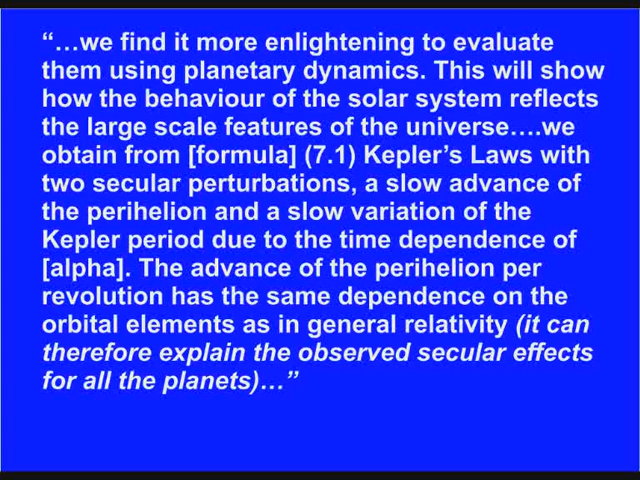 “…we find it more enlightening to evaluate
them using planetary dynamics. This will show
how the behaviour of the solar system reflects
the large scale features of the universe….we
obtain from [formula] (7.1) Kepler’s Laws with
two secular perturbations, a slow advance of
the perihelion and a slow variation of the
Kepler period due to the time dependence of
[alpha]. The advance of the perihelion per
revolution has the same dependence on the
orbital elements as in general relativity (it can
therefore explain the observed secular effects
for all the planets)…”